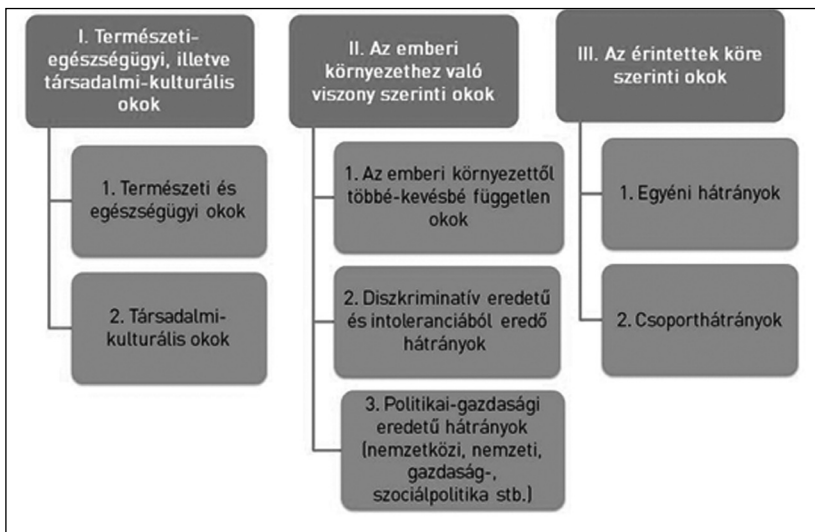 I. Természeti-
egészségügyi, illetve
társadalmi-kulturális
okok
1. Természeti és
egészségügyi okok
2. Társadalmi-
kulturális okok
II. Az emberi
környezethez való
viszony szerinti okok
1. Az emberi környezettől
többé-kevésbé független
okok
2. Diszkriminatív eredetű
és intoleranciából eredő
hátrányok
3. Politikai-gazdasági
eredetű hátrányok
(nemzetközi, nemzeti,
gazdaság-,
szociálpolitika stb.)
III. Az érintettek köre
szerinti okok
1. Egyéni hátrányok
2. Csoporthátrányok